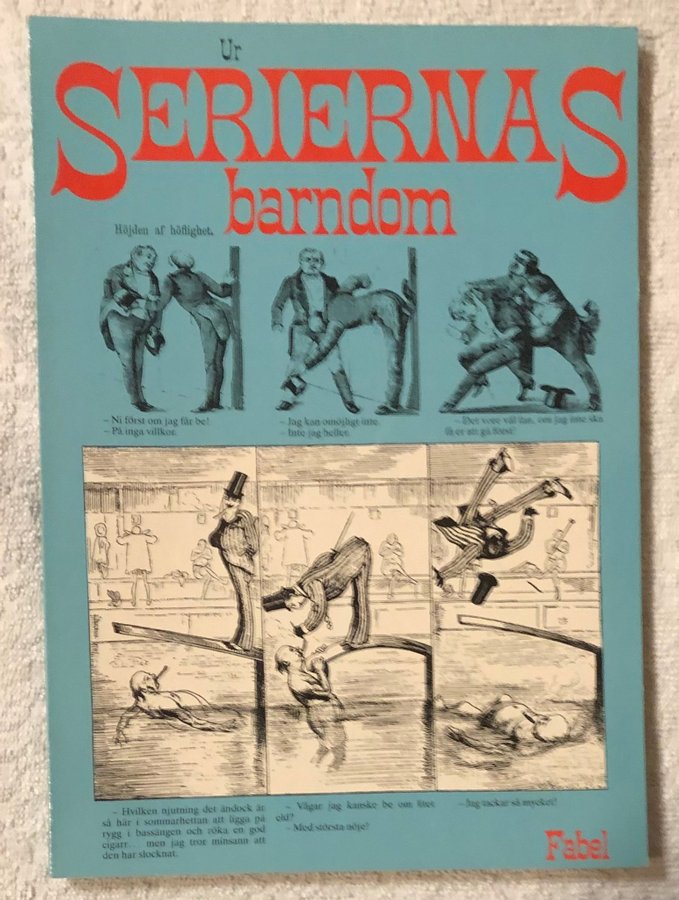 Ur
SERIERNAS
barndom
Höjden af höflighet.
– Ni först om jag får be!
– På inga villkor.
– Jag kan omöjligt inte.
– Inte jag heller.
– Det vore väl fan, om jag inte ska
få er att gå först!
– Hvilken njutning det ändock är
så här i sommarhettan att ligga på
rygg i bassängen och röka en god
cigarr... men jag tror minsann att
den har slocknat.
– Vågar jag kanske be om litet
eld?
– Med största nöje!
– Jag tackar så mycket!
Fabel